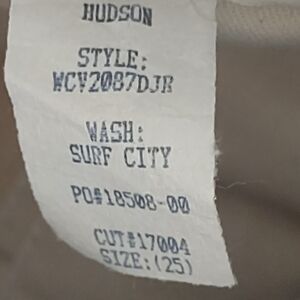 HUDSON
STYLE:
WCV2087DJR
WASH:
SURF CITY
PO#18508-00
CUT#17004
SIZE:(25)